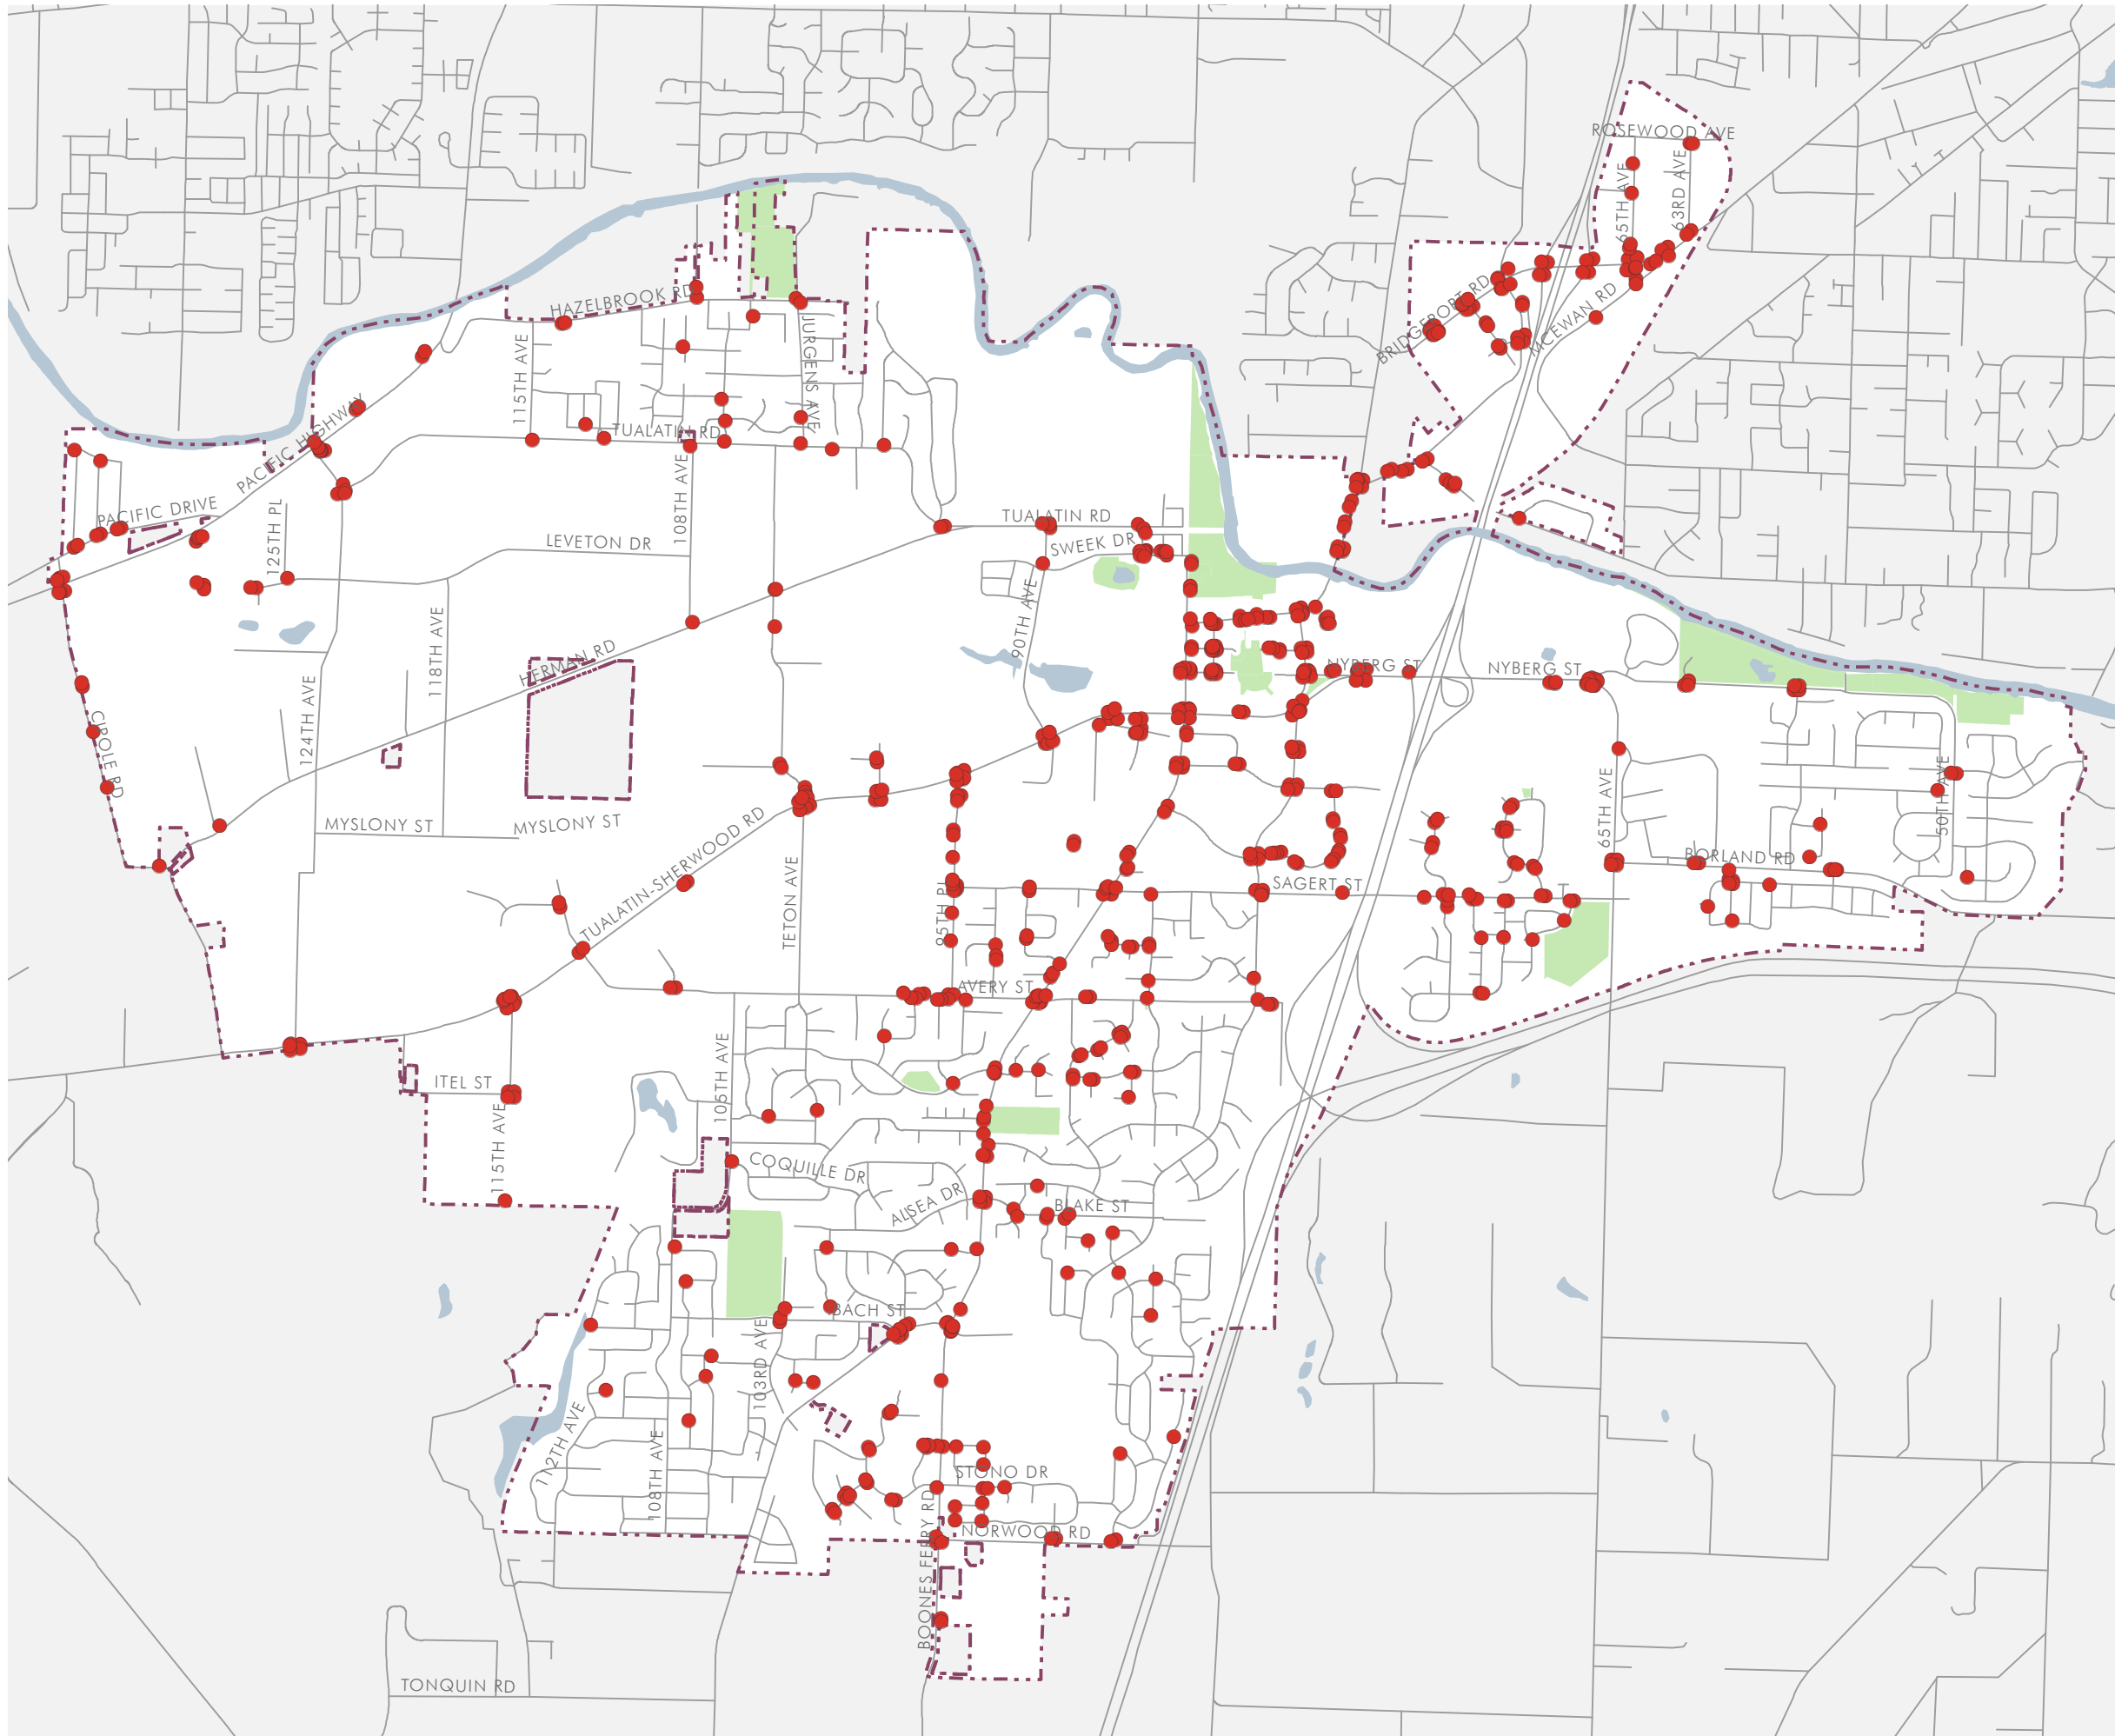 ROSEWOOD AVE
65TH AVE
63RD AVE
HAZELBROOK RD
BRIDGEPORT RD
MCEWAN RD
115TH AVE
JURGENS AVE
PACIFIC HIGHWAY
TUALATIN RD
PACIFIC DRIVE
125TH PL
108TH AVE
LEVETON DR
TUALATIN RD
SWEEK DR
118TH AVE
90TH AVE
HERMAN RD
NYBERG ST
NYBERG ST
124TH AVE
CIPOLE RD
MYSLONY ST
MYSLONY ST
TUALATIN-SHERWOOD RD
65TH AVE
50TH AVE
BORLAND RD
TETON AVE
95TH PL
SAGERT ST
AVERY ST
105TH AVE
ITEL ST
115TH AVE
COQUILLE DR
ALSEA DR
BLAKE ST
BACH ST
103RD AVE
112TH AVE
108TH AVE
STONO DR
NORWOOD RD
BOONES FERRY RD
TONQUIN RD